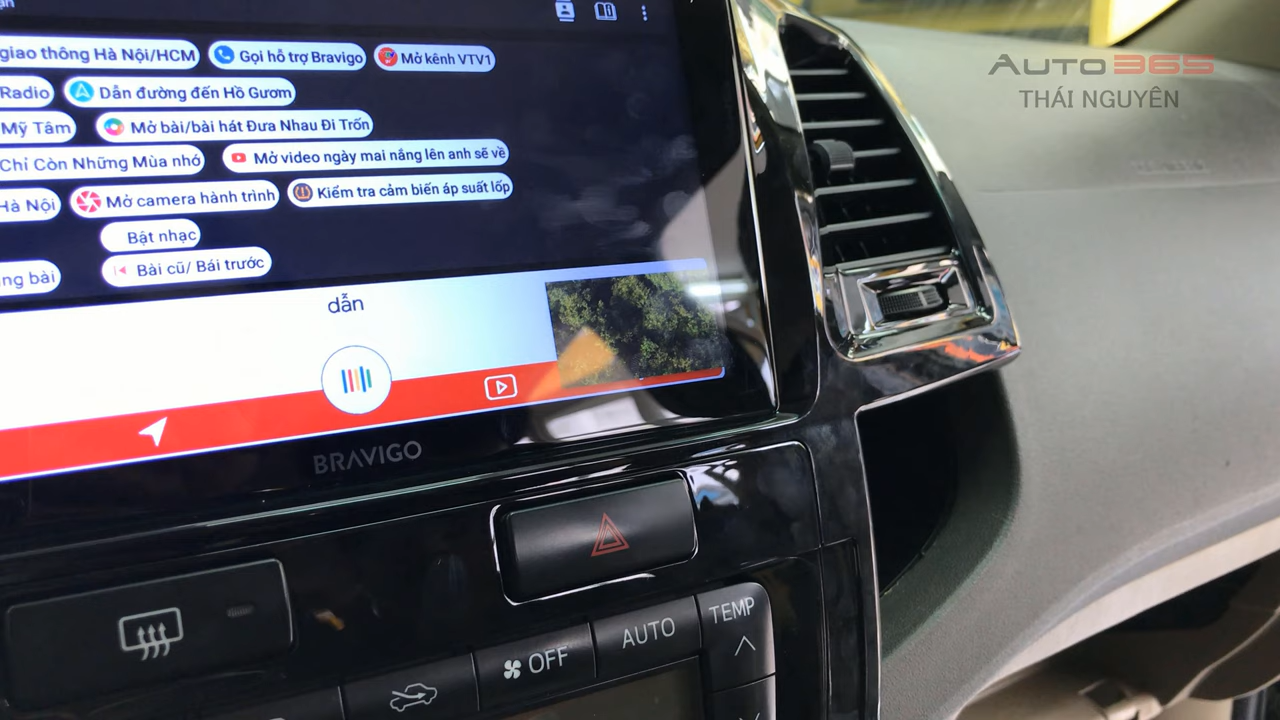 AUTO 365
THÁI NGUYÊN
giao thông Hà Nội/HCM
Gọi hỗ trợ Bravigo
Mở kênh VTV1
Radio
Dẫn đường đến Hồ Gươm
Mỹ Tâm
Mở bài/bài hát Đưa Nhau Đi Trốn
Chỉ Còn Những Mùa nhớ
Mở video ngày mai nắng lên anh sẽ về
Hà Nội
Mở camera hành trình
Kiểm tra cảm biến áp suất lốp
Bật nhạc
ng bài
Bài cũ/ Bái trước
dẫn
BRAVIGO
OFF
AUTO
TEMP